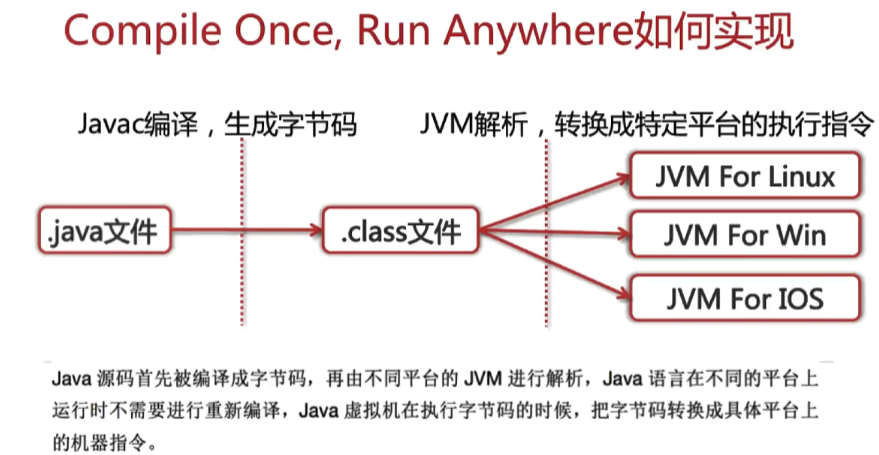 Compile Once, Run Anywhere如何实现
Javac编译，生成字节码
JVM解析，转换成特定平台的执行指令
.java文件
.class文件
JVM For Linux
JVM For Win
JVM For IOS
Java 源码首先被编译成字节码，再由不同平台的 JVM 进行解析，Java 语言在不同的平台上
运行时不需要进行重新编译，Java 虚拟机在执行字节码的时候，把字节码转换成具体平台上
的机器指令。